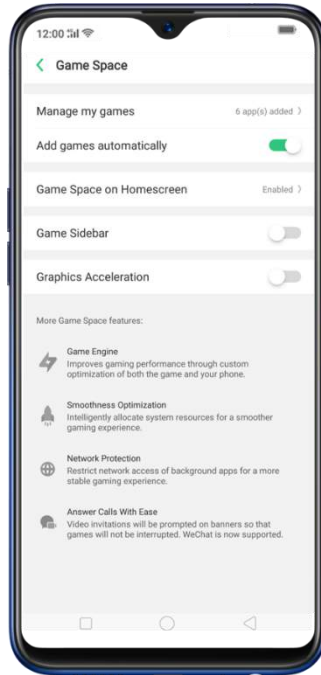 12:00
Game Space
Manage my games 6 app(s) added
Add games automatically
Game Space on Homescreen Enabled
Game Sidebar
Graphics Acceleration
More Game Space features:
Game Engine
Improves gaming performance through custom
optimization of both the game and your phone.
Smoothness Optimization
Intelligently allocate system resources for a smoother
gaming experience.
Network Protection
Restrict network access of background apps for a more
stable gaming experience.
Answer Calls With Ease
Video invitations will be prompted on banners so that
games will not be interrupted. WeChat is now supported.